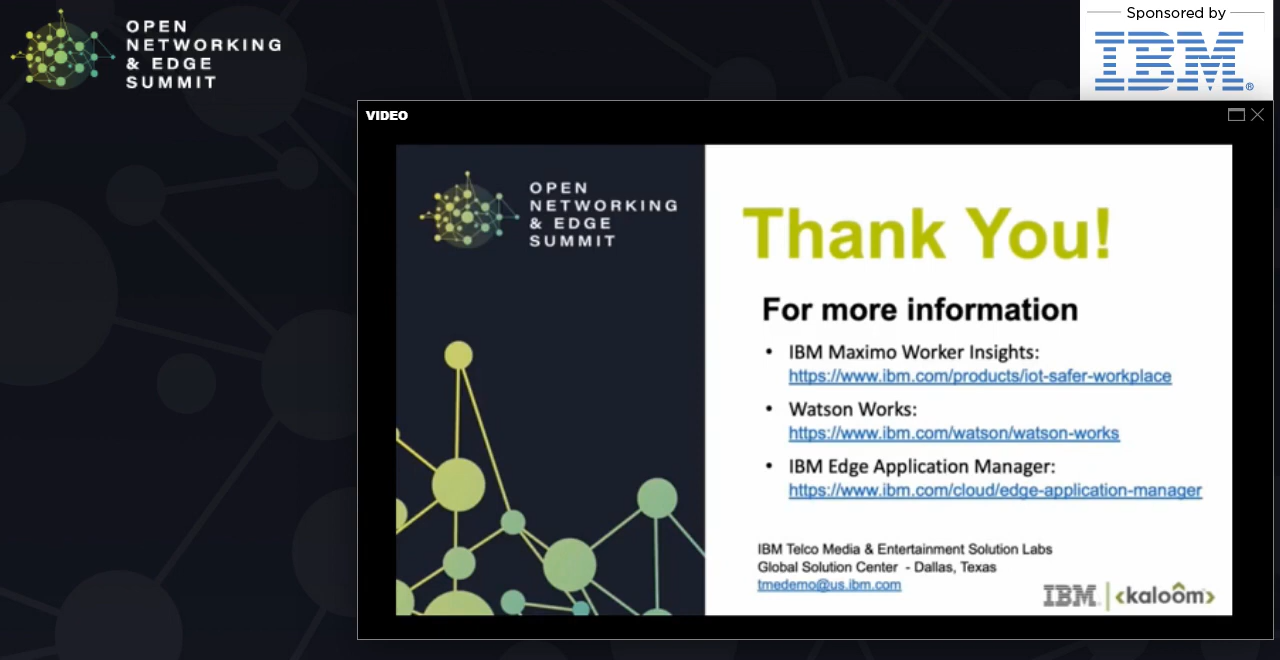 OPEN
NETWORKING
& EDGE
SUMMIT
Sponsored by
IBM®
VIDEO
OPEN
NETWORKING
& EDGE
SUMMIT
Thank You!
For more information
• IBM Maximo Worker Insights:
https://www.ibm.com/products/iot-safer-workplace
• Watson Works:
https://www.ibm.com/watson/watson-works
• IBM Edge Application Manager:
https://www.ibm.com/cloud/edge-application-manager
IBM Telco Media & Entertainment Solution Labs
Global Solution Center - Dallas, Texas
tmedemo@us.ibm.com
IBM | <kaloom>